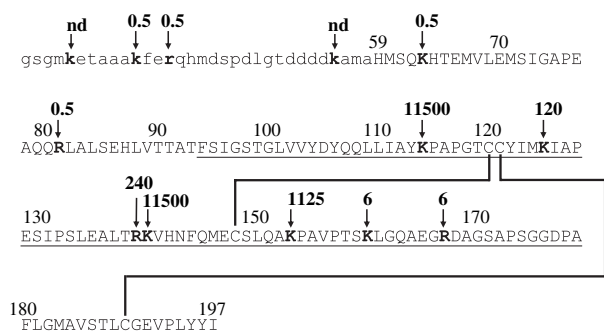 nd 0.5 0.5 nd 0.5
59 70
gsgmketaaakferqhmdspdlgtddddkamaHMSQKHTEMVLEMSIGAPE
0.5 11500 120
80 90 100 110 120
AQQRLALSEHLVTTATFSIGSTGLVVYDYQQLLIAYKPAPGTCCYIMKIAP
240 11500 1125 6 6
130 150 170
ESIPSLEALTRKVHNFQMECSLQAKPAVPTSKLGQAEGRDAGSAPSGGDPA
180 197
FLGMAVSTLCGEVPLYYI